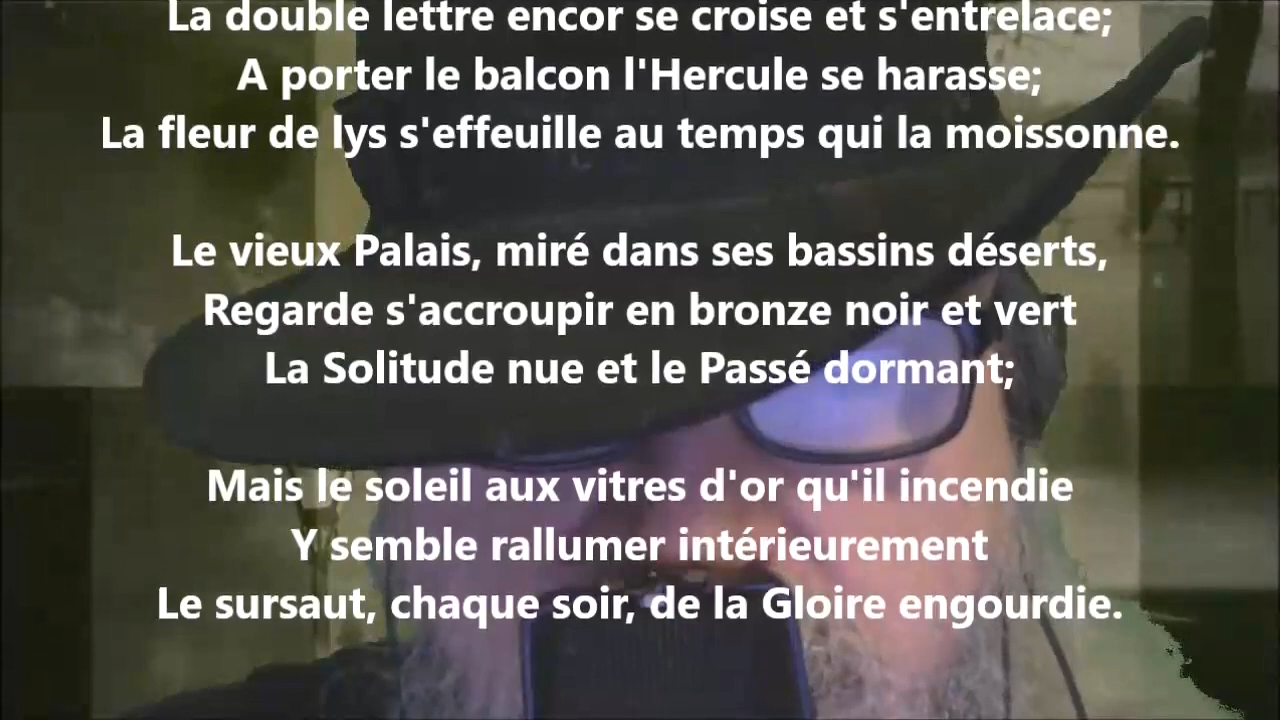 La double lettre encor se croise et s'entrelace;
A porter le balcon l'Hercule se harasse;
La fleur de lys s'effeuille au temps qui la moissonne.
Le vieux Palais, miré dans ses bassins déserts,
Regarde s'accroupir en bronze noir et vert
La Solitude nue et le Passé dormant;
Mais le soleil aux vitres d'or qu'il incendie
Y semble rallumer intérieurement
Le sursaut, chaque soir, de la Gloire engourdie.